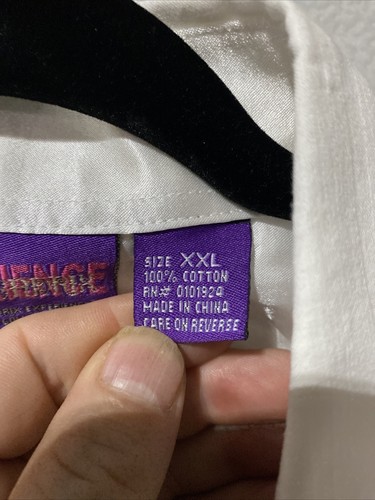 SIZE XXL
100% COTTON
RN# 0101924
MADE IN CHINA
CARE ON REVERSE